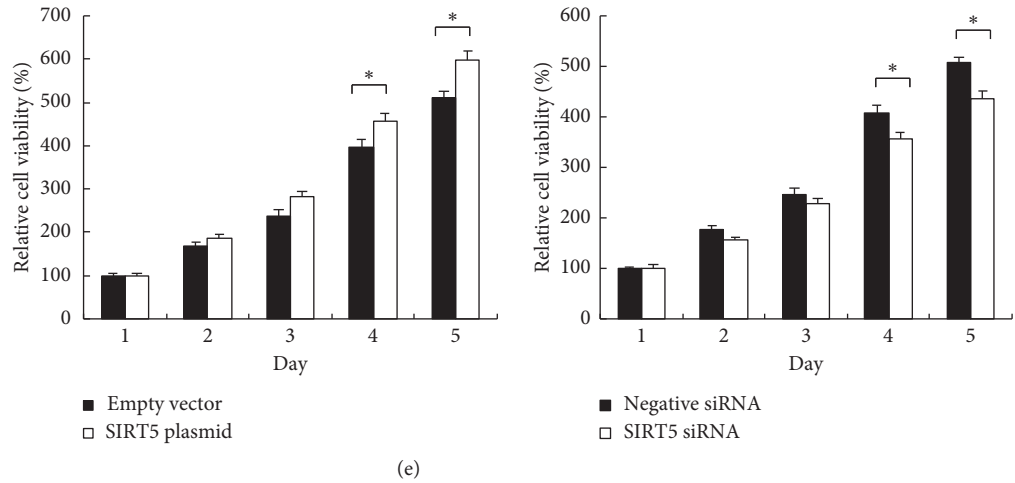 Relative cell viability (%)
700
600
500
400
300
200
100
0
*
*
1 2 3 4 5
Day
■ Empty vector
□ SIRT5 plasmid
Relative cell viability (%)
600
500
400
300
200
100
0
*
*
1 2 3 4 5
Day
■ Negative siRNA
□ SIRT5 siRNA
(e)